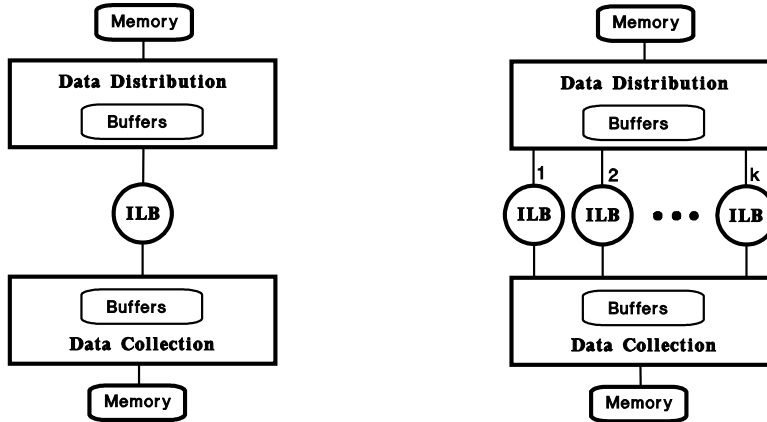 Memory
Data Distribution
Buffers
ILB
Buffers
Data Collection
Memory
Memory
Data Distribution
Buffers
1 2 k
ILB ILB ••• ILB
Buffers
Data Collection
Memory